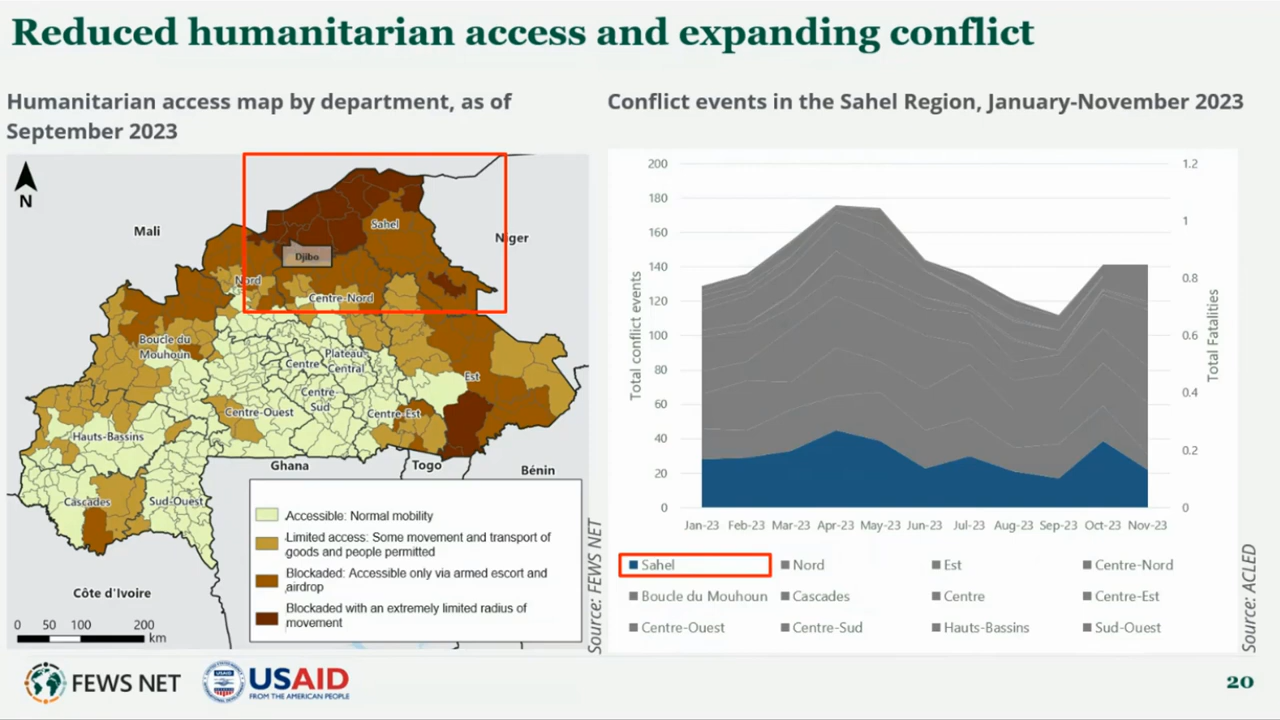 Reduced humanitarian access and expanding conflict
Humanitarian access map by department, as of
September 2023
N
Mali
Niger
Sahel
Djibo
Nord
Centre-Nord
Boucle du
Mouhoun
Plateau-
Central
Centre
Est
Centre-
Sud
Centre-Ouest
Centre-Est
Hauts-Bassins
Ghana
Togo
Bénin
Cascades
Sud-Ouest
Côte d'Ivoire
0 50 100 200
km
Accessible: Normal mobility
Limited access: Some movement and transport of
goods and people permitted
Blockaded: Accessible only via armed escort and
airdrop
Blockaded with an extremely limited radius of
movement
Source: FEWS NET
Conflict events in the Sahel Region, January-November 2023
Total conflict events
200
180
160
140
120
100
80
60
40
20
0
1.2
1
0.8
0.6
0.4
0.2
0
Total Fatalities
Jan-23 Feb-23 Mar-23 Apr-23 May-23 Jun-23 Jul-23 Aug-23 Sep-23 Oct-23 Nov-23
Sahel Nord Est Centre-Nord
Boucle du Mouhoun Cascades Centre Centre-Est
Centre-Ouest Centre-Sud Hauts-Bassins Sud-Ouest
Source: ACLED
FEWS NET
USAID
FROM THE AMERICAN PEOPLE
20